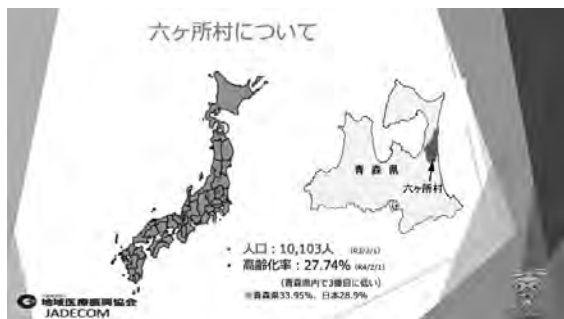 六ヶ所村について
青森県
六ヶ所村
• 人口：10,103人
• 高齢化率：27.74% (R4/2/1)
(青森県内で3番目に低い)
※青森県33.95%、日本28.9%
地域医療振興協会
JADECOM